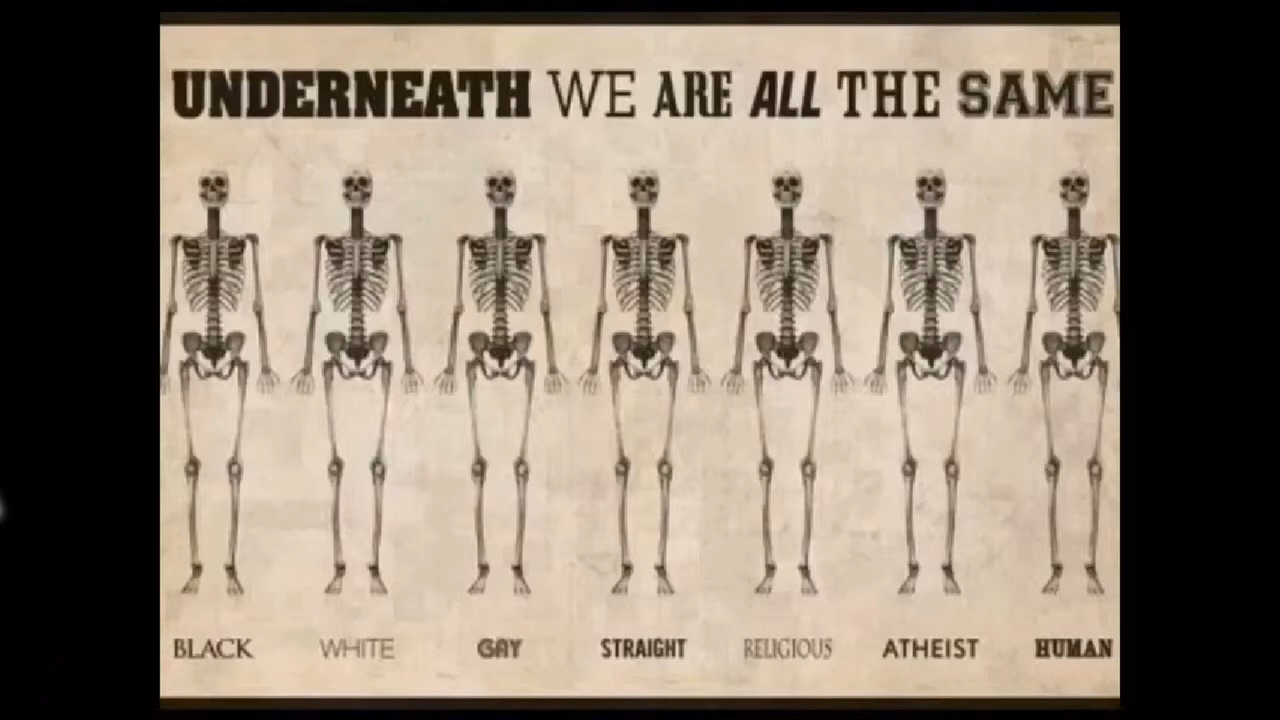 UNDERNEATH WE ARE ALL THE SAME
BLACK WHITE GAY STRAIGHT RELIGIOUS ATHEIST HUMAN